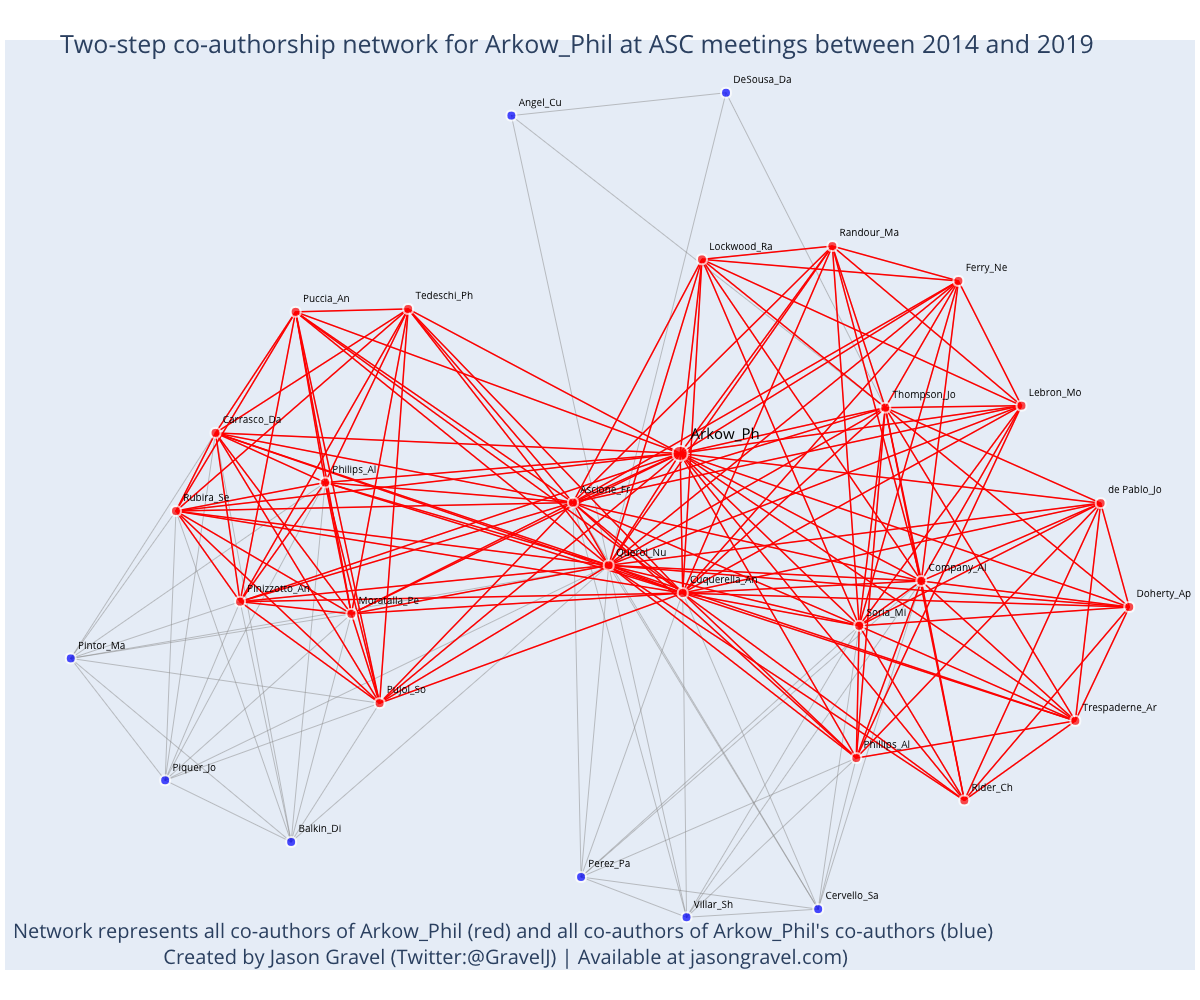 Two-step co-authorship network for Arkow_Phil at ASC meetings between 2014 and 2019
DeSousa_Da
Angel_Cu
Randour_Ma
Lockwood_Ra
Ferry_Ne
Tedeschi_Ph
Puccia_An
Lebron_Mo
Thompson_Jo
Carrasco_Da
Arkow_Ph
Philips_Al
Ascione_Fr
de Pablo_Jo
Rubira_Se
Querol_Nu
Company_Al
Cuquerella_An
Pinizzotto_An
Doherty_Ap
Moratalla_Pe
Soria_Mi
Pintor_Ma
Pujol_So
Trespaderne_Ar
Phillips_Al
Piquer_Jo
Rider_Ch
Balkin_Di
Perez_Pa
Cervello_Sa
Villar_Sh
Network represents all co-authors of Arkow_Phil (red) and all co-authors of Arkow_Phil's co-authors (blue)
Created by Jason Gravel (Twitter:@GravelJ) | Available at jasongravel.com)